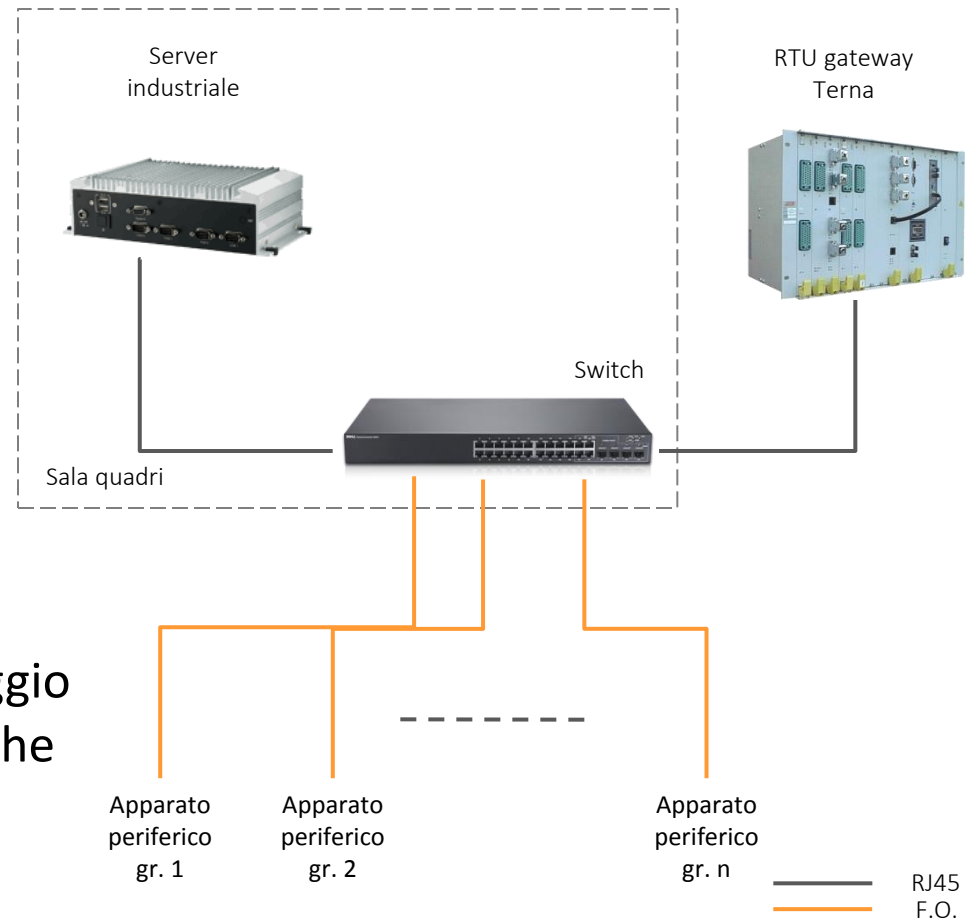 Server
industriale
RTU gateway
Terna
Switch
DELL
Sala quadri
ggio
he
Apparato
periferico
gr. 1
Apparato
periferico
gr. 2
Apparato
periferico
gr. n
RJ45
F.O.